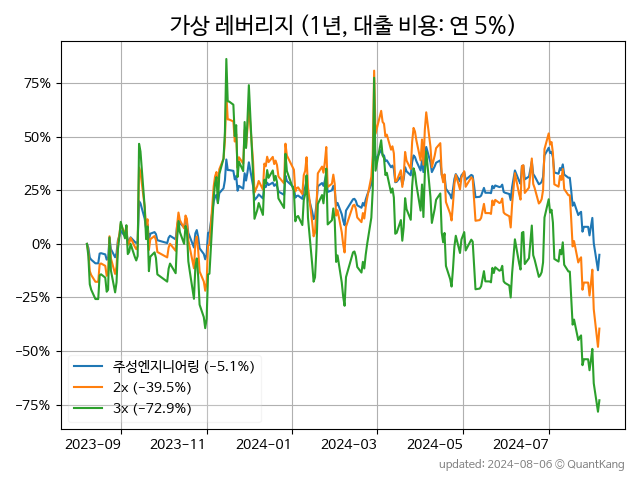 가상 레버리지 (1년, 대출 비용: 연 5%)
75%
50%
25%
0%
−25%
−50%
−75%
주성엔지니어링 (−5.1%)
2x (−39.5%)
3x (−72.9%)
2023-09 2023-11 2024-01 2024-03 2024-05 2024-07
updated: 2024-08-06 © QuantKang